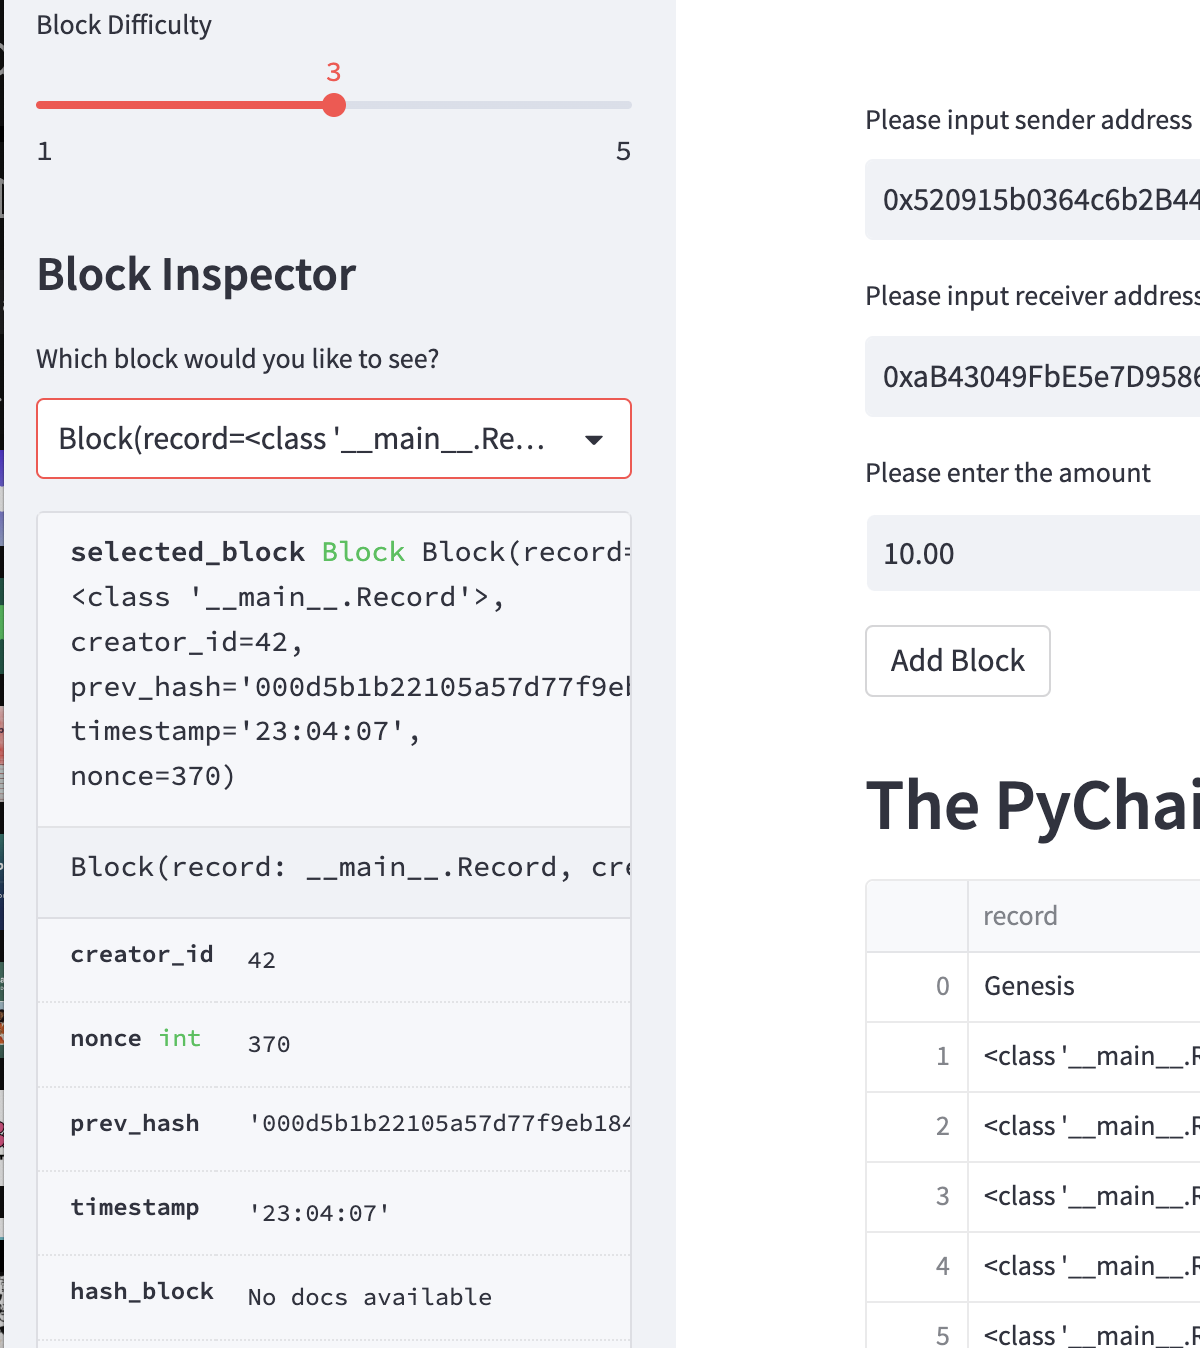 Block Difficulty
3
1
5
Block Inspector
Which block would you like to see?
Block(record=<class '__main__.Re...
selected_block Block Block(record=
<class '__main__.Record'>,
creator_id=42,
prev_hash='000d5b1b22105a57d77f9eb
timestamp='23:04:07',
nonce=370)
Block(record: __main__.Record, cre
creator_id 42
nonce int 370
prev_hash '000d5b1b22105a57d77f9eb184
timestamp '23:04:07'
hash_block No docs available
Please input sender address
0x520915b0364c6b2B44
Please input receiver address
0xaB43049FbE5e7D9586
Please enter the amount
10.00
Add Block
The PyChai
record
0 Genesis
1 <class '__main__.R
2 <class '__main__.R
3 <class '__main__.R
4 <class '__main__.R
5 <class '__main__.R